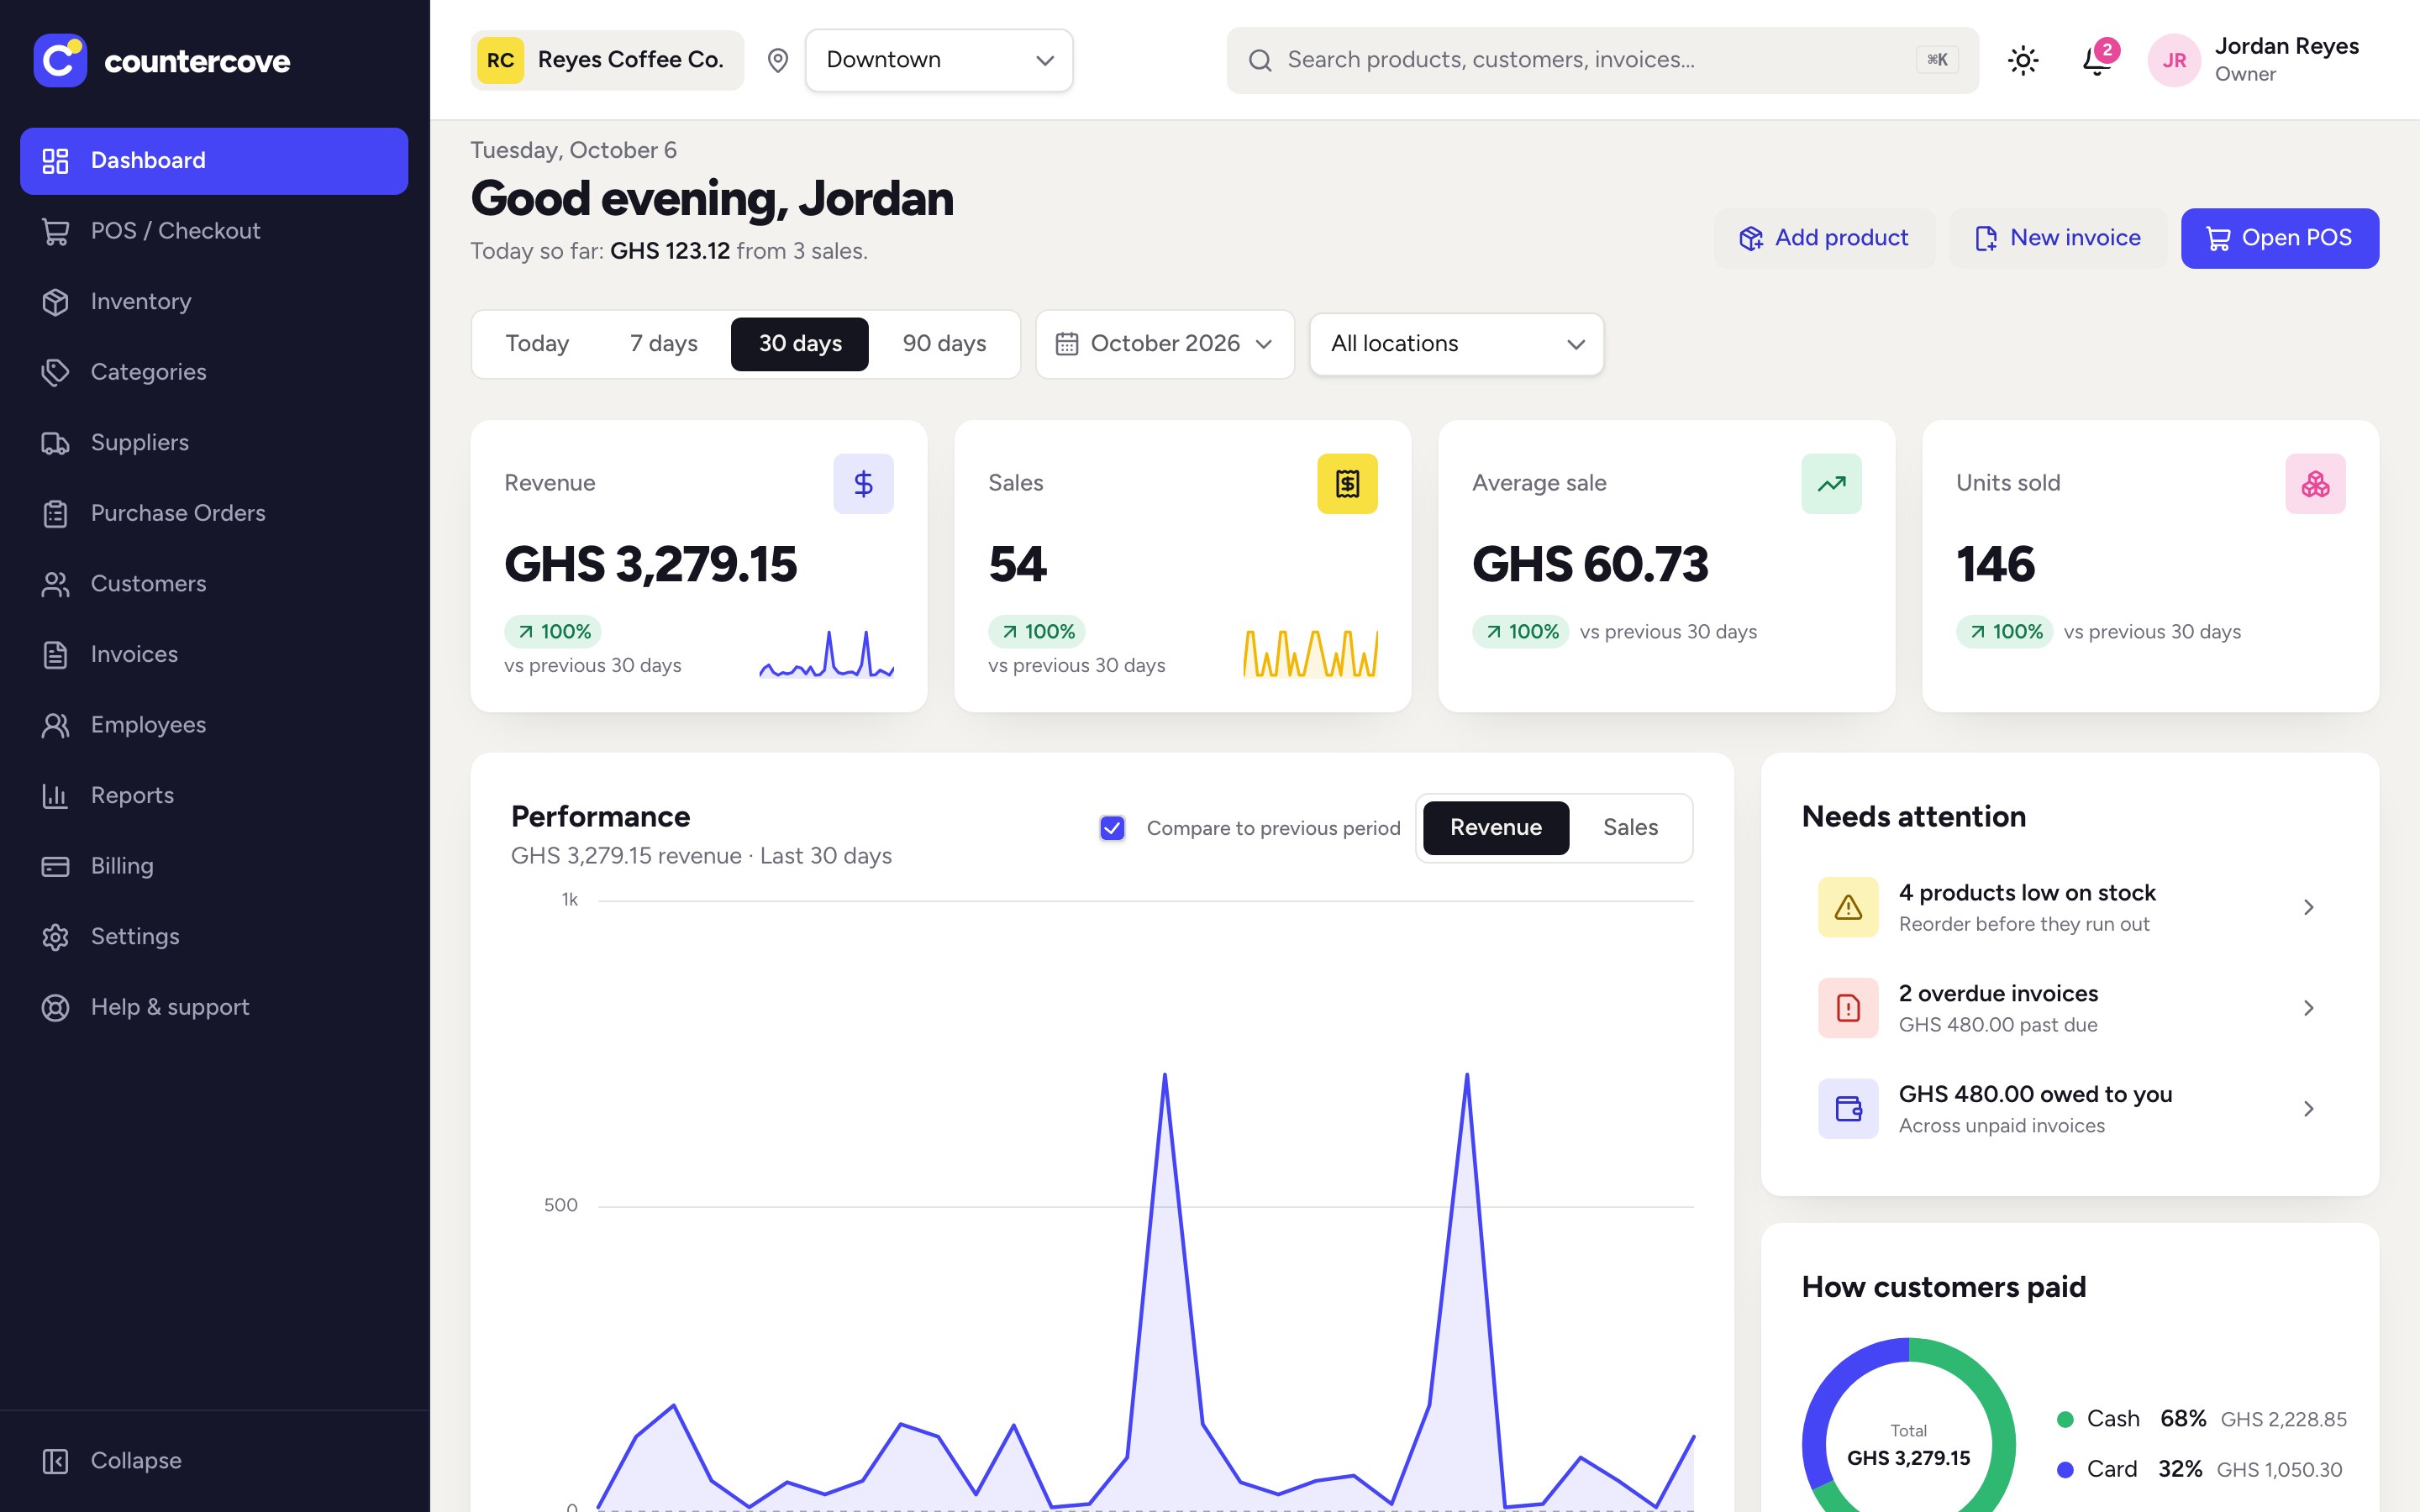 countercove
Dashboard
POS / Checkout
Inventory
Categories
Suppliers
Purchase Orders
Customers
Invoices
Employees
Reports
Billing
Settings
Help & support
Collapse
RC Reyes Coffee Co.
Downtown
Search products, customers, invoices...
⌘K
2
JR
Jordan Reyes
Owner
Tuesday, October 6
Good evening, Jordan
Today so far: GHS 123.12 from 3 sales.
Add product
New invoice
Open POS
Today
7 days
30 days
90 days
October 2026
All locations
Revenue
GHS 3,279.15
100%
vs previous 30 days
Sales
54
100%
vs previous 30 days
Average sale
GHS 60.73
100% vs previous 30 days
Units sold
146
100% vs previous 30 days
Performance
GHS 3,279.15 revenue · Last 30 days
Compare to previous period
Revenue
Sales
1k
500
0
Needs attention
4 products low on stock
Reorder before they run out
2 overdue invoices
GHS 480.00 past due
GHS 480.00 owed to you
Across unpaid invoices
How customers paid
Total
GHS 3,279.15
Cash 68% GHS 2,228.85
Card 32% GHS 1,050.30